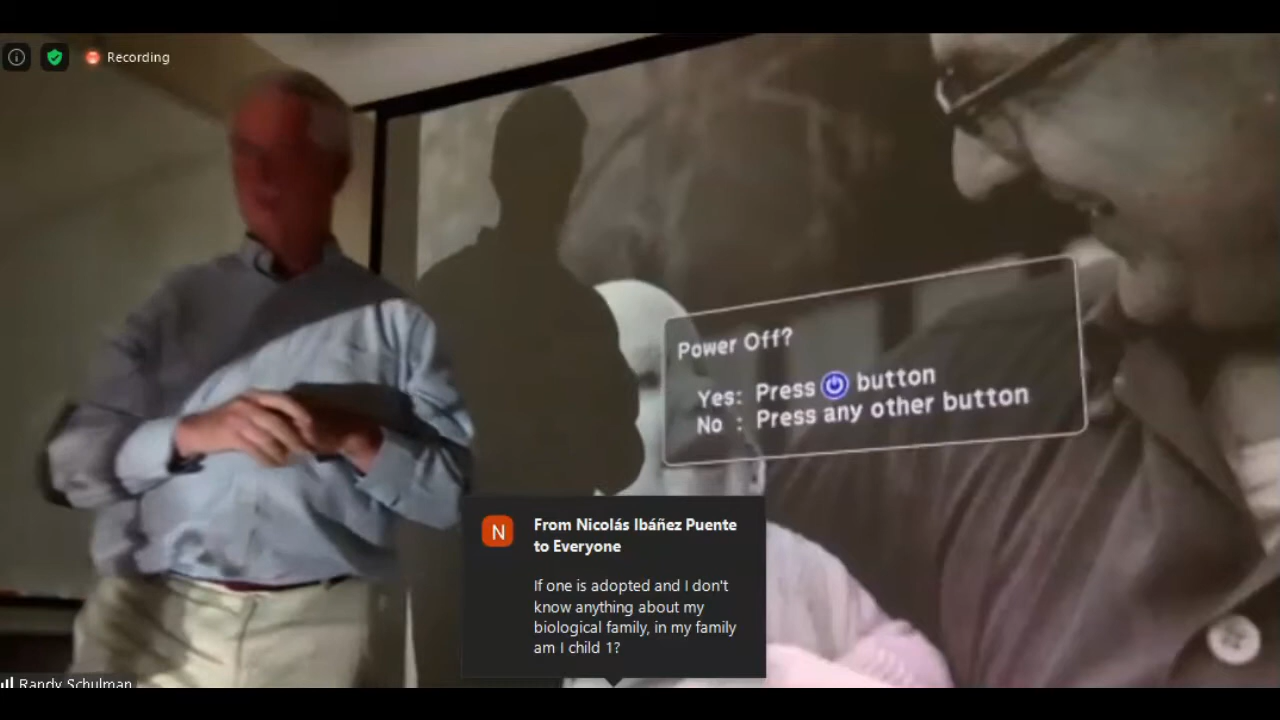 Recording
Power Off?
Yes: Press button
No : Press any other button
N
From Nicolás Ibáñez Puente
to Everyone
If one is adopted and I don't
know anything about my
biological family, in my family
am I child 1?
Randy Schulman